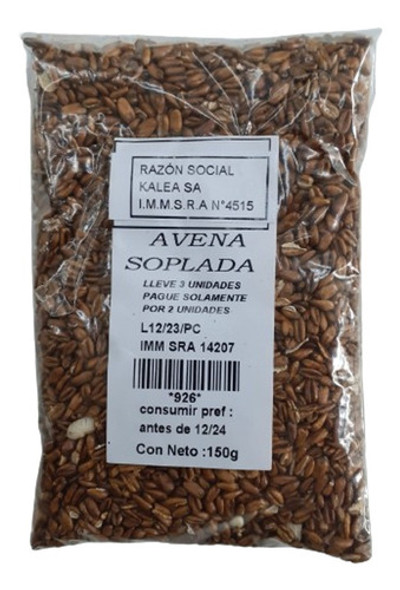 RAZÓN SOCIAL
KALEA SA
I.M.M.S.R.A N°4515
AVENA
SOPLADA
LLEVE 3 UNIDADES
PAGUE SOLAMENTE
POR 2 UNIDADES
L12/23/PC
IMM SRA 14207
*926*
consumir pref :
antes de 12/24
Con Neto :150g